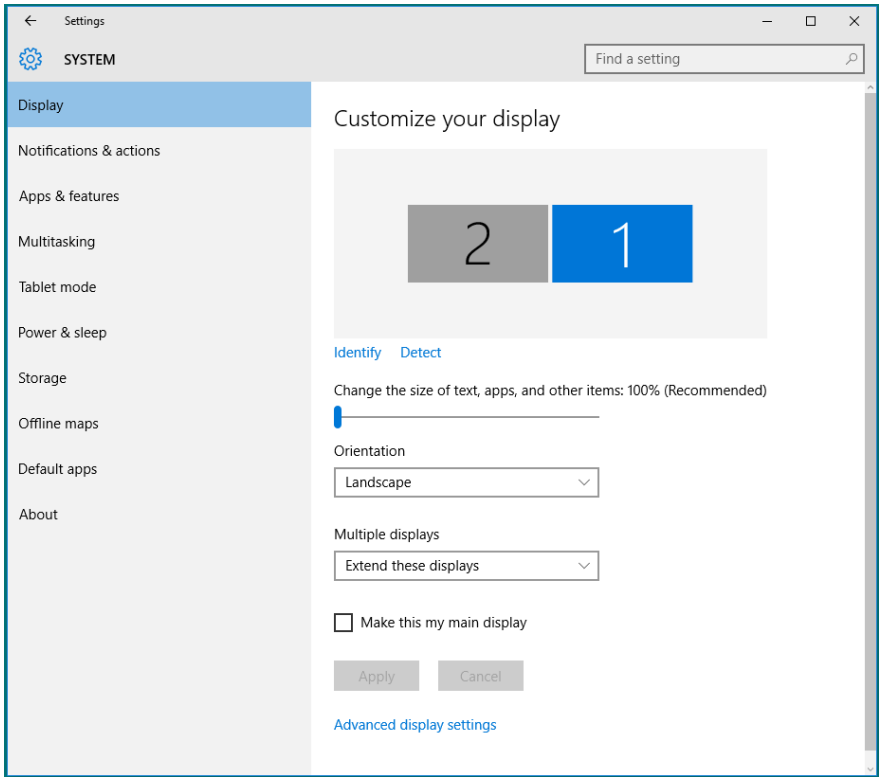 Settings
SYSTEM
Find a setting
Display
Notifications & actions
Apps & features
Multitasking
Tablet mode
Power & sleep
Storage
Offline maps
Default apps
About
Customize your display
2 1
Identify Detect
Change the size of text, apps, and other items: 100% (Recommended)
Orientation
Landscape
Multiple displays
Extend these displays
Make this my main display
Apply Cancel
Advanced display settings